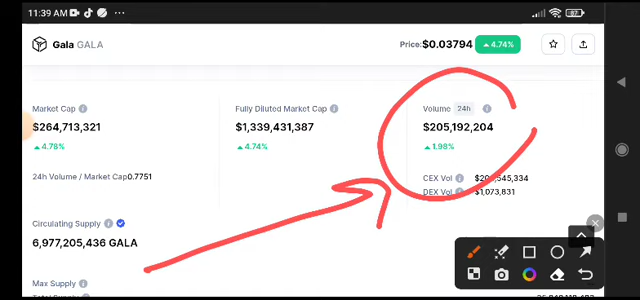 11:39 AM ... 87
Gala GALA Price:$0.03794 4.74%
Market Cap Fully Diluted Market Cap Volume 24h
$264,713,321 $1,339,431,387 $205,192,204
4.78% 4.74% 1.98%
24h Volume / Market Cap0.7751 CEX Vol
DEX Vol $1,073,831
Circulating Supply
6,977,205,436 GALA
Max Supply